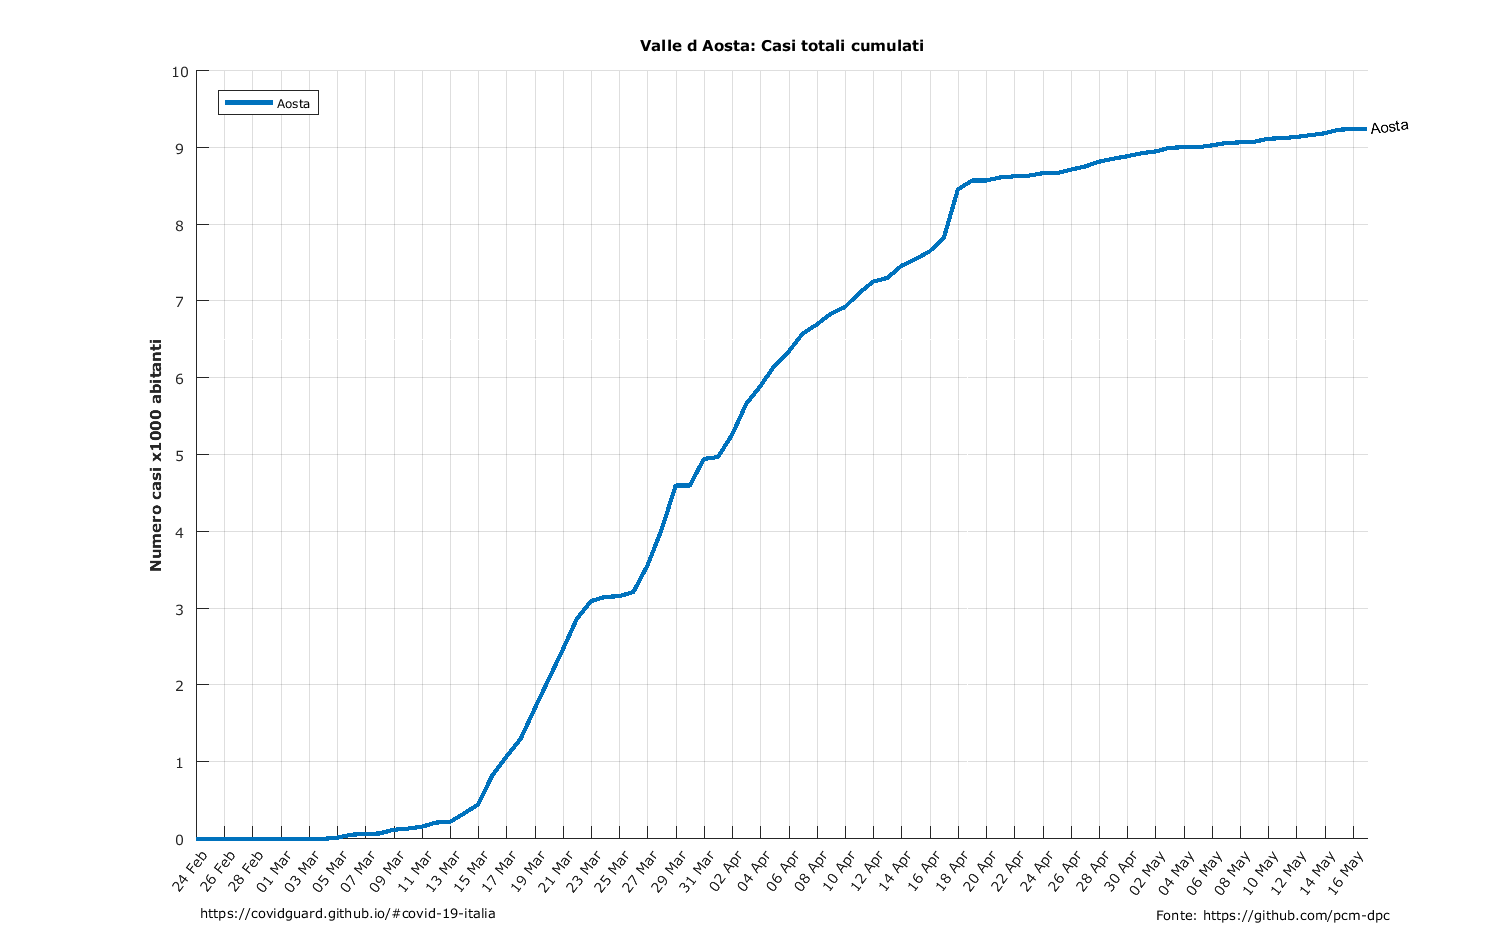 Valle d Aosta: Casi totali cumulati
Aosta
Aosta
Numero casi x1000 abitanti
10
9
8
7
6
5
4
3
2
1
0
24 Feb
26 Feb
28 Feb
01 Mar
03 Mar
05 Mar
07 Mar
09 Mar
11 Mar
13 Mar
15 Mar
17 Mar
19 Mar
21 Mar
23 Mar
25 Mar
27 Mar
29 Mar
31 Mar
02 Apr
04 Apr
06 Apr
08 Apr
10 Apr
12 Apr
14 Apr
16 Apr
18 Apr
20 Apr
22 Apr
24 Apr
26 Apr
28 Apr
30 Apr
02 May
04 May
06 May
08 May
10 May
12 May
14 May
16 May
https://covidguard.github.io/#covid-19-italia
Fonte: https://github.com/pcm-dpc